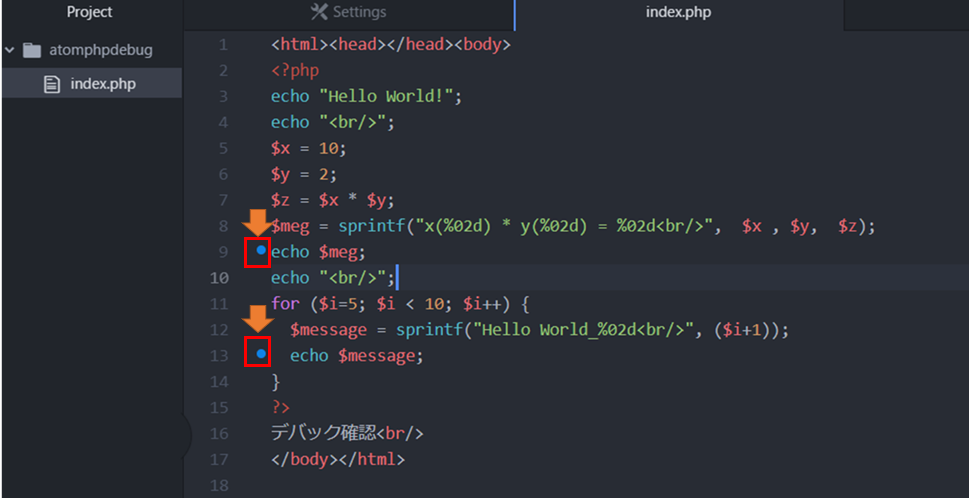 Project
Settings
index.php
atomphpdebug
index.php
1 <html><head></head><body>
2 <?php
3 echo "Hello World!";
4 echo "<br/>";
5 $x = 10;
6 $y = 2;
7 $z = $x * $y;
8 $meg = sprintf("x(%02d) * y(%02d) = %02d<br/>",  $x , $y,  $z);
9 echo $meg;
10 echo "<br/>";
11 for ($i=5; $i < 10; $i++) {
12   $message = sprintf("Hello World_%02d<br/>", ($i+1));
13   echo $message;
14 }
15 ?>
16 デバック確認<br/>
17 </body></html>
18